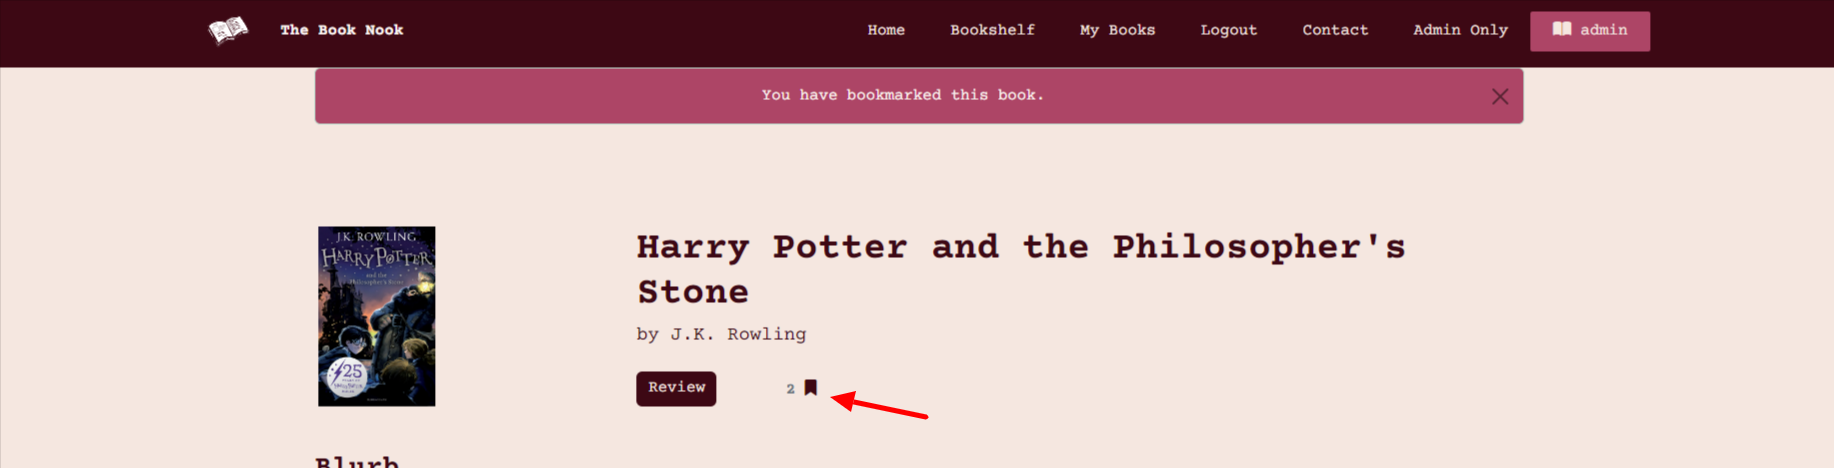 The Book Nook
Home
Bookshelf
My Books
Logout
Contact
Admin Only
admin
You have bookmarked this book.
J.K. ROWLING
HARRY POTTER
and the
Philosopher's Stone
25
Harry Potter and the Philosopher's
Stone
by J.K. Rowling
Review
2
Blurb